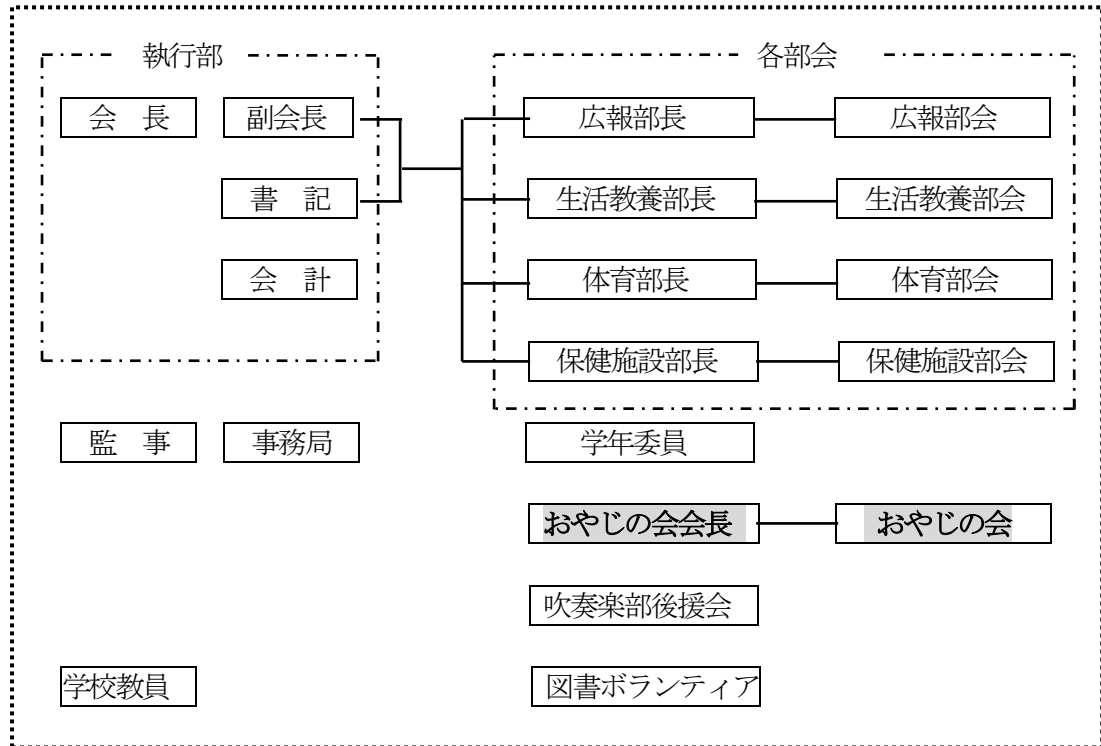 執行部
各部会
会　長
副会長
広報部長
広報部会
書　記
生活教養部長
生活教養部会
会　計
体育部長
体育部会
保健施設部長
保健施設部会
監　事
事務局
学年委員
おやじの会会長
おやじの会
吹奏楽部後援会
学校教員
図書ボランティア